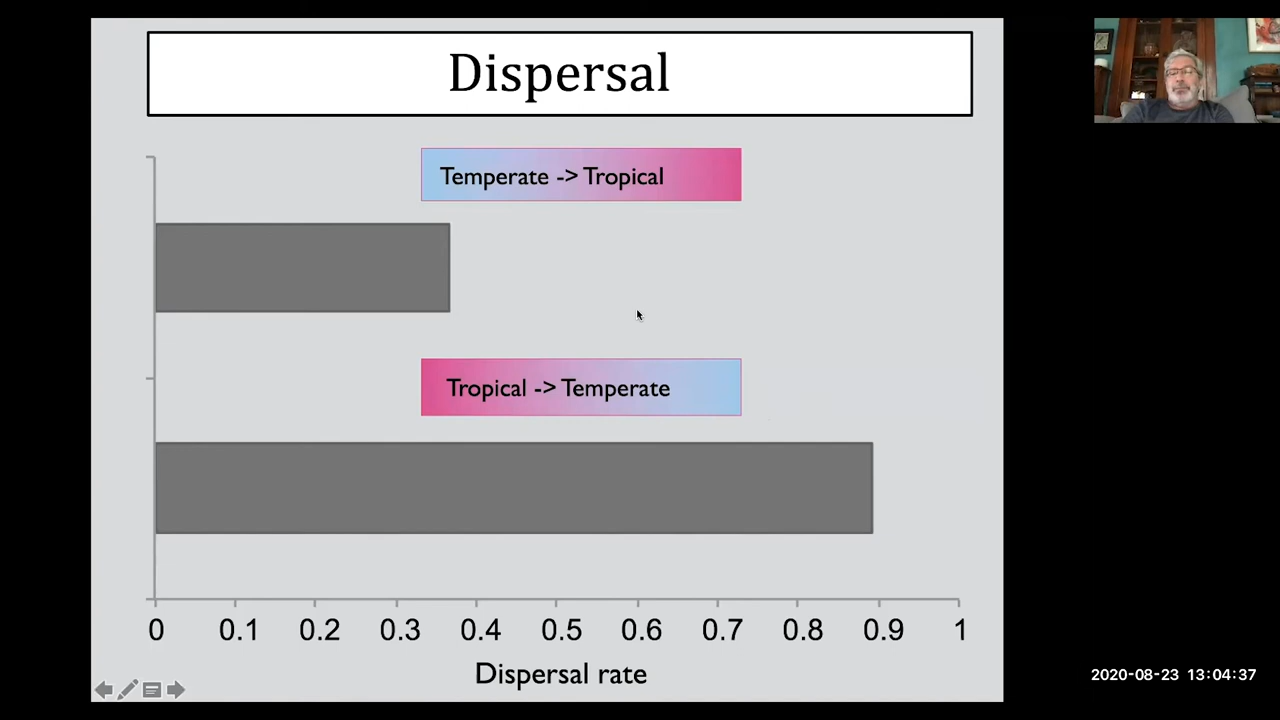 Dispersal
Temperate -> Tropical
Tropical -> Temperate
0 0.1 0.2 0.3 0.4 0.5 0.6 0.7 0.8 0.9 1
Dispersal rate
2020-08-23 13:04:37